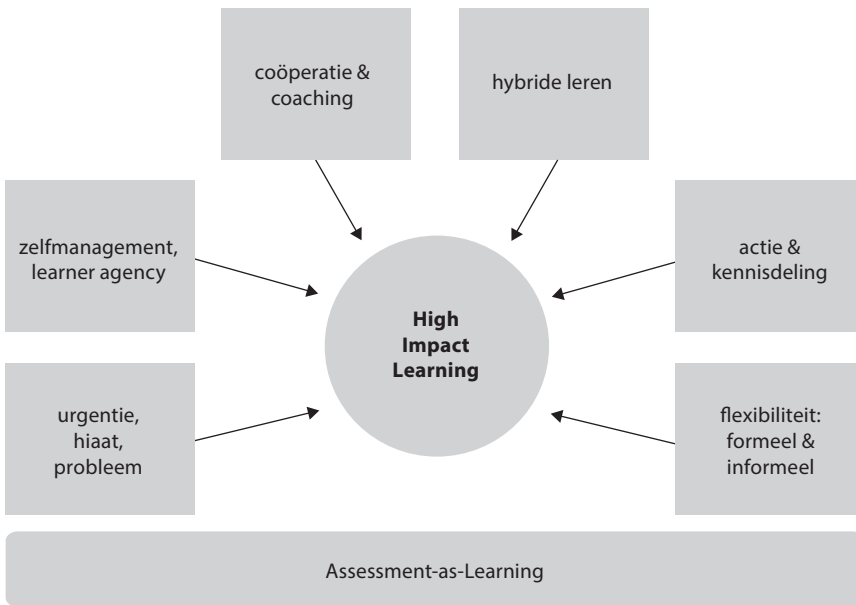 coöperatie &
coaching
hybride leren
zelfmanagement,
learner agency
actie &
kennisdeling
High
Impact
Learning
urgentie,
hiaat,
probleem
flexibiliteit:
formeel &
informeel
Assessment-as-Learning